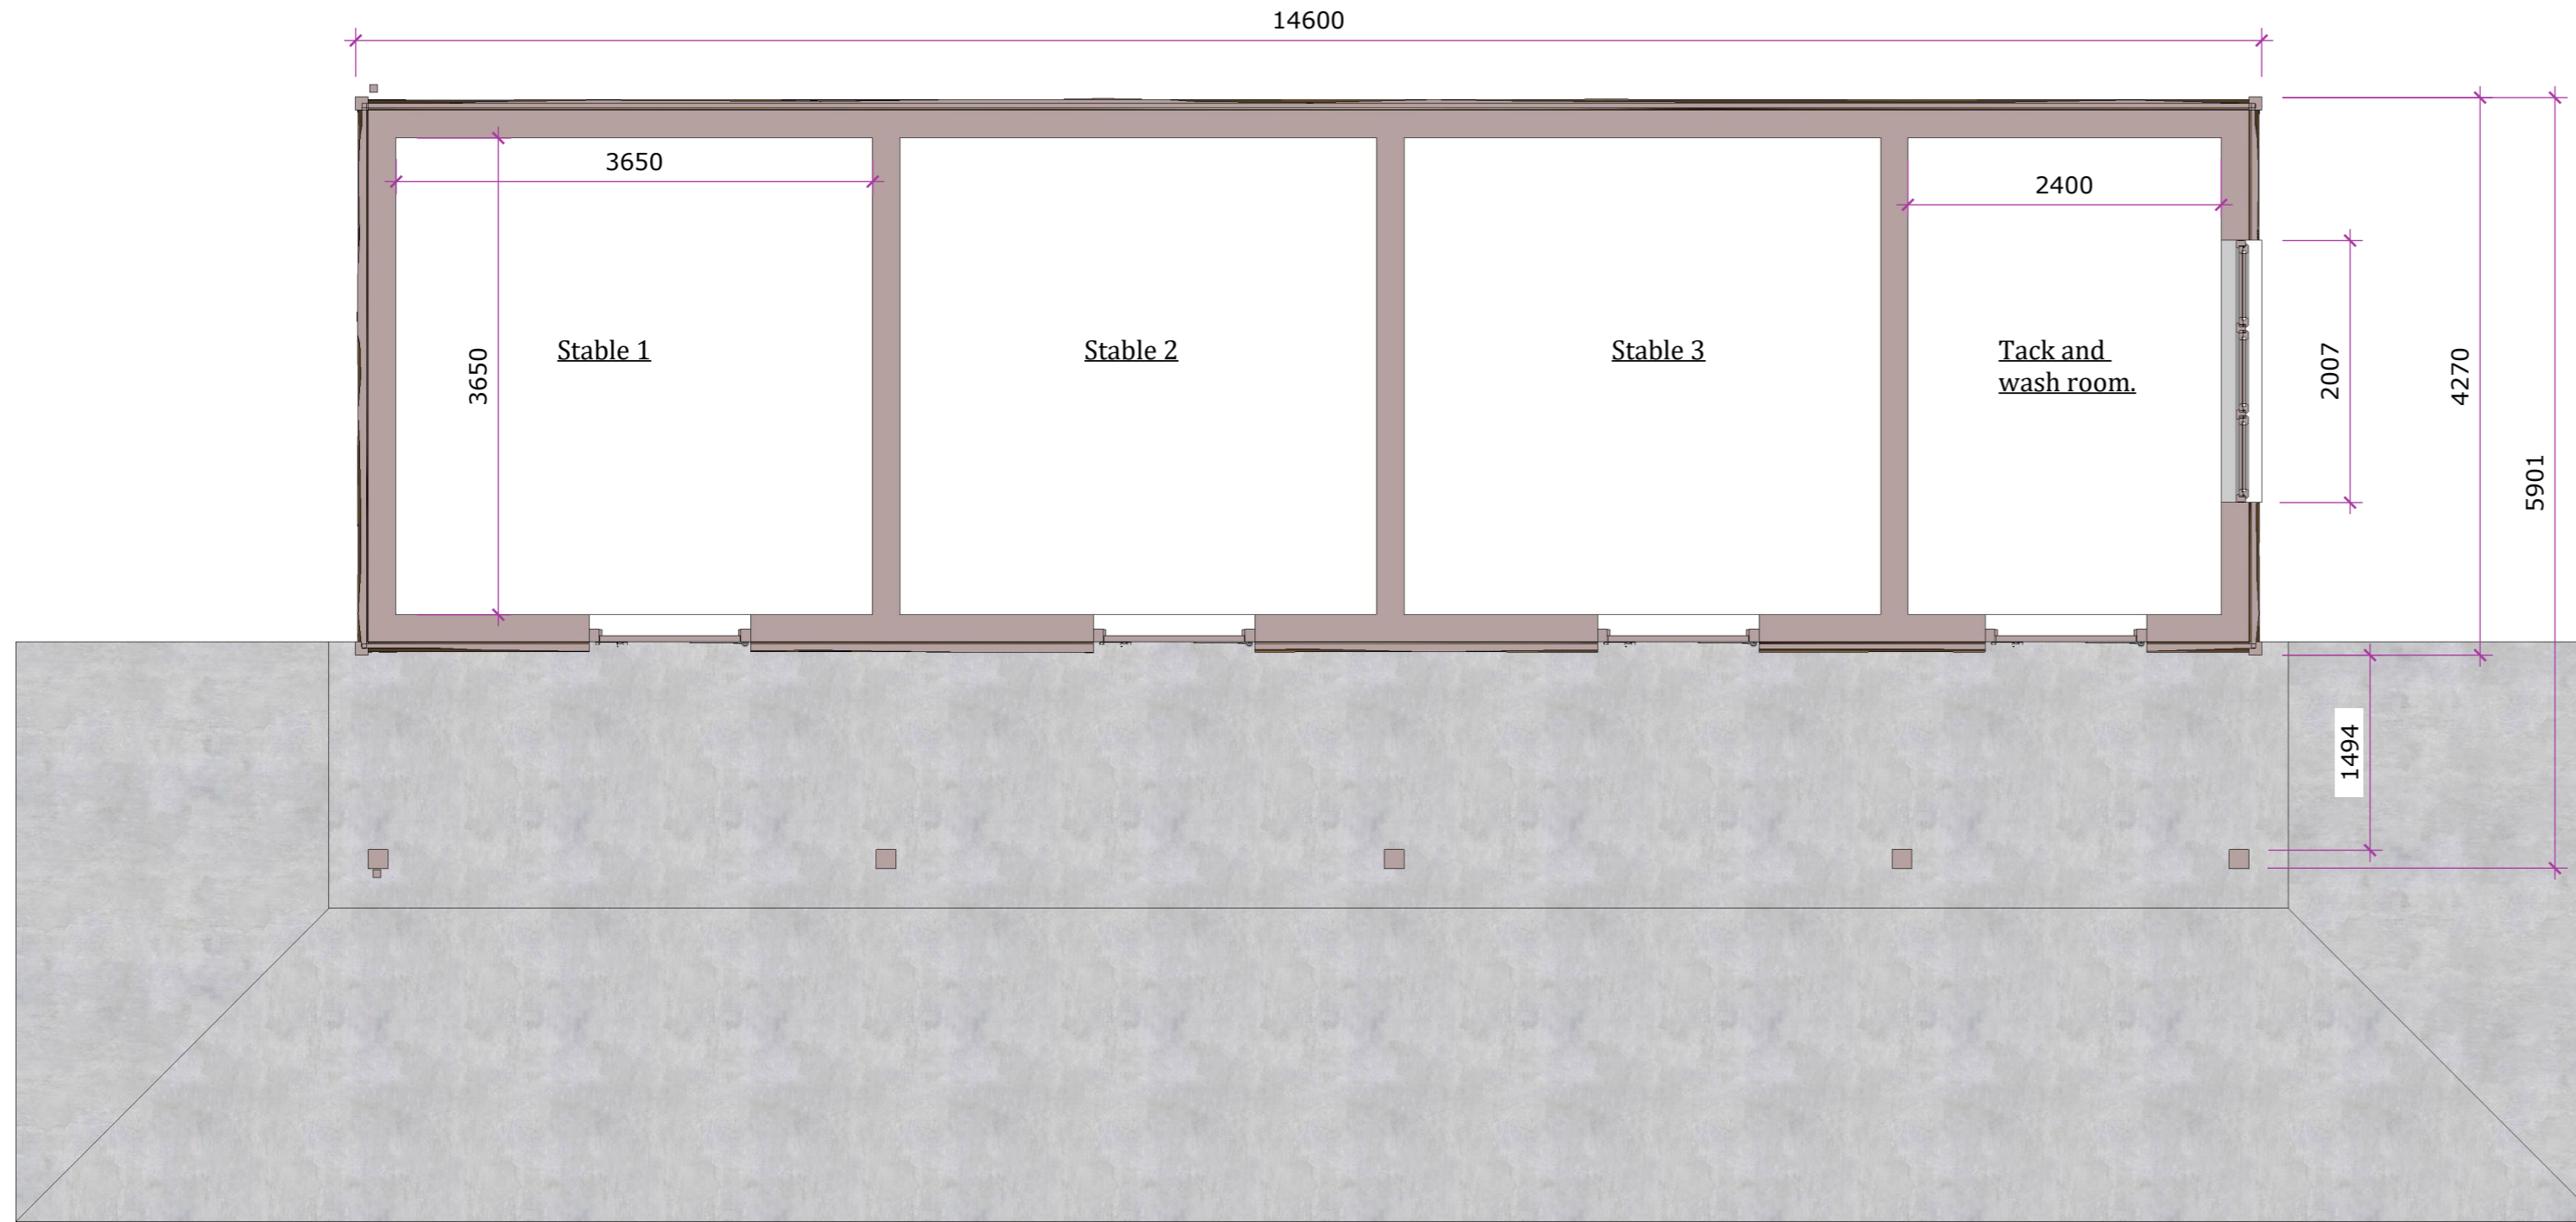 14600
3650
2400
Stable 1
Stable 2
Stable 3
Tack and
wash room.
3650
2007
4270
5901
1494